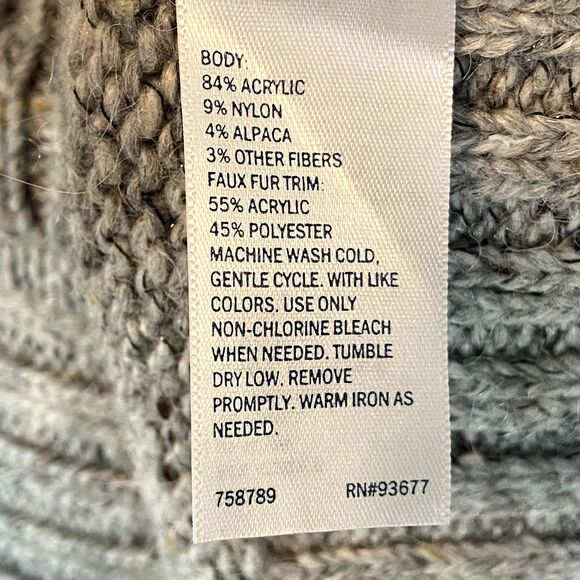 BODY:
84% ACRYLIC
9% NYLON
4% ALPACA
3% OTHER FIBERS
FAUX FUR TRIM:
55% ACRYLIC
45% POLYESTER
MACHINE WASH COLD,
GENTLE CYCLE. WITH LIKE
COLORS. USE ONLY
NON-CHLORINE BLEACH
WHEN NEEDED. TUMBLE
DRY LOW. REMOVE
PROMPTLY. WARM IRON AS
NEEDED.
758789 RN#93677